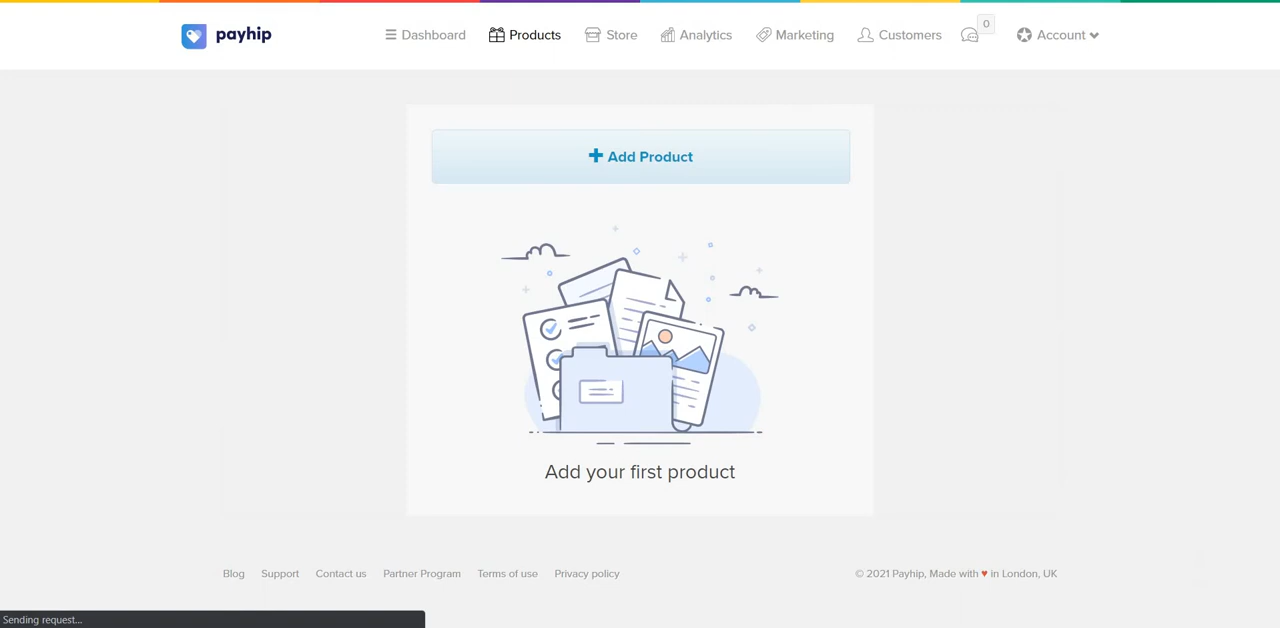 payhip
Dashboard
Products
Store
Analytics
Marketing
Customers
0
Account
Add Product
Add your first product
Blog
Support
Contact us
Partner Program
Terms of use
Privacy policy
© 2021 Payhip, Made with ♥ in London, UK
Sending request...